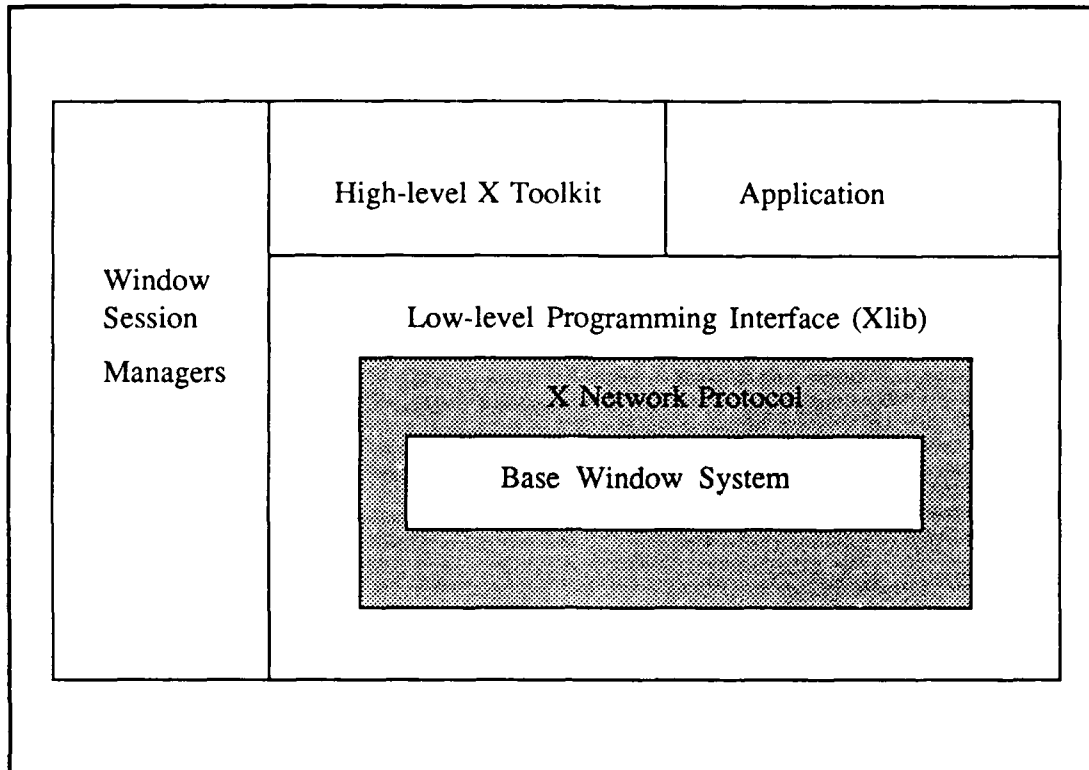 High-level X Toolkit
Application
Window
Session
Managers
Low-level Programming Interface (Xlib)
X Network Protocol
Base Window System